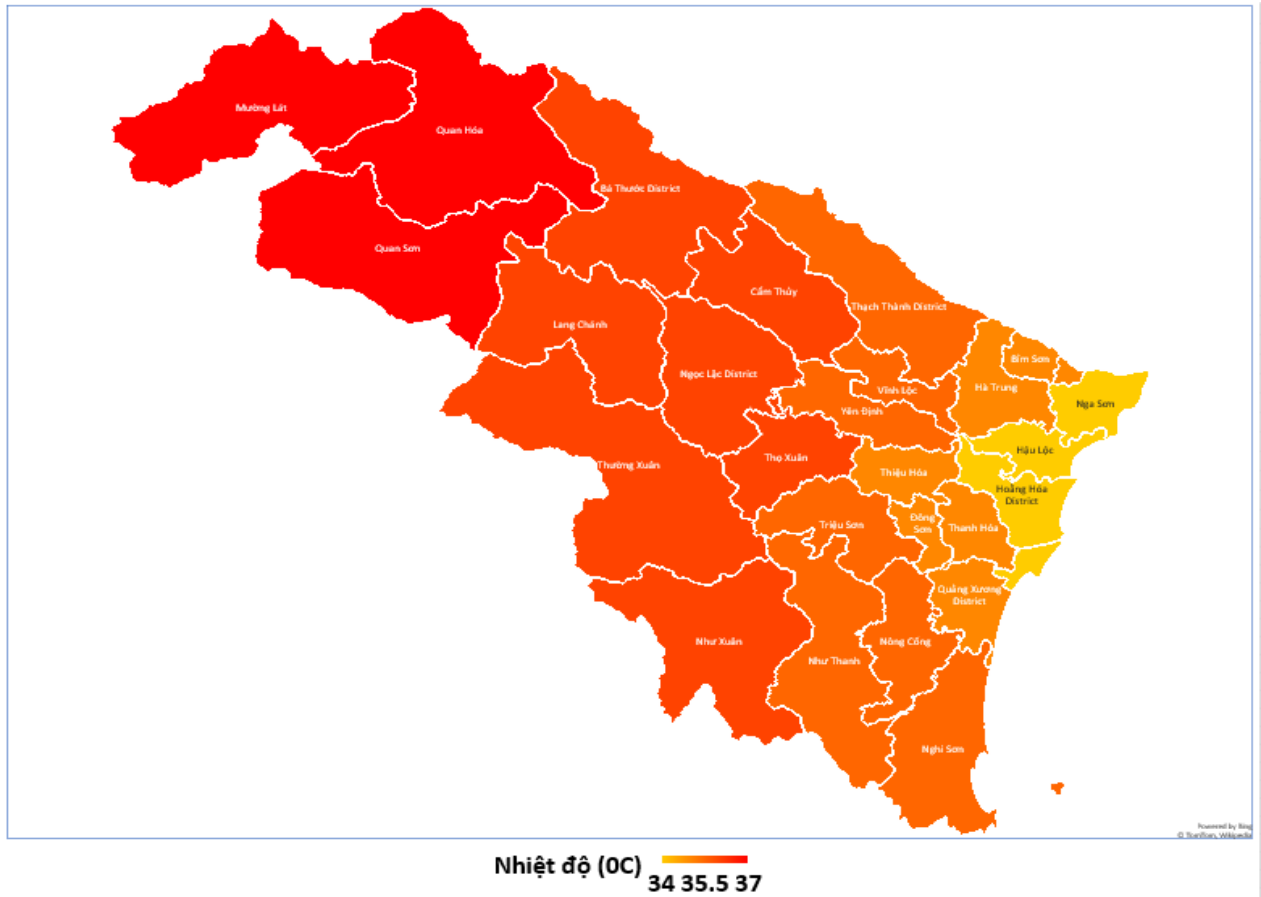 Mường Lát
Quan Hóa
Bá Thước District
Quan Sơn
Cẩm Thủy
Thạch Thành District
Lang Chánh
Bỉm Sơn
Ngọc Lặc District
Hà Trung
Vĩnh Lộc
Nga Sơn
Yên Định
Hậu Lộc
Thọ Xuân
Thường Xuân
Thiệu Hóa
Hoằng Hóa
District
Triệu Sơn
Đông
Sơn
Thanh Hóa
Quảng Xương
District
Như Xuân
Nông Cống
Như Thanh
Nghi Sơn
Powered by Bing
© TomTom, Wikipedia
Nhiệt độ (0C)
34 35.5 37